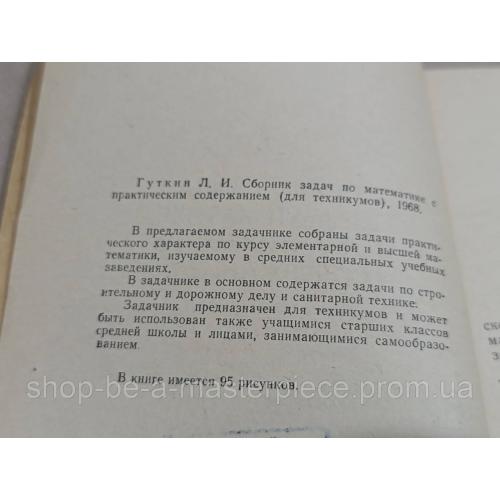 Гуткин Л. И. Сборник задач по математике с
практическим содержанием (для техникумов), 1968.
В предлагаемом задачнике собраны задачи практи-
ческого характера по курсу элементарной и высшей ма-
тематики, изучаемому в средних специальных учебных
заведениях.
В задачнике в основном содержатся задачи по стро-
ительному и дорожному делу и санитарной технике.
Задачник предназначен для техникумов и может
быть использован также учащимися старших классов
средней школы и лицами, занимающимися самообразо-
ванием.
В книге имеется 95 рисунков.
ск
ма
з
shop-be-a-masterpiece.prom.ua